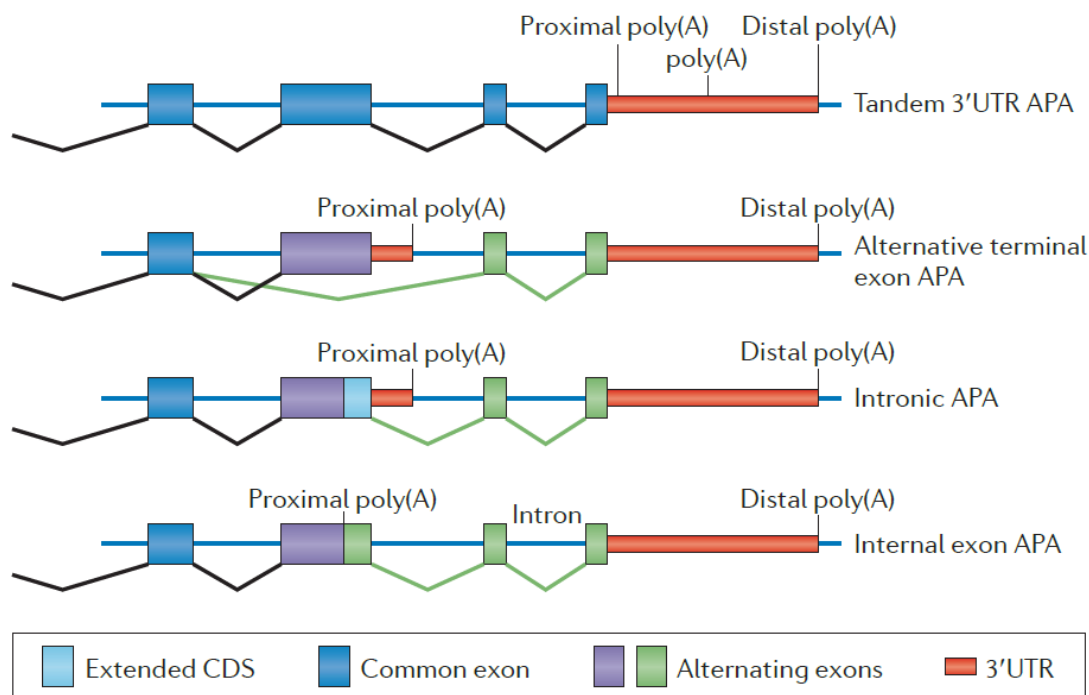 Proximal poly(A)
Distal poly(A)
poly(A)
Tandem 3′UTR APA
Proximal poly(A)
Distal poly(A)
Alternative terminal
exon APA
Proximal poly(A)
Distal poly(A)
Intronic APA
Proximal poly(A)
Intron
Distal poly(A)
Internal exon APA
Extended CDS
Common exon
Alternating exons
3′UTR